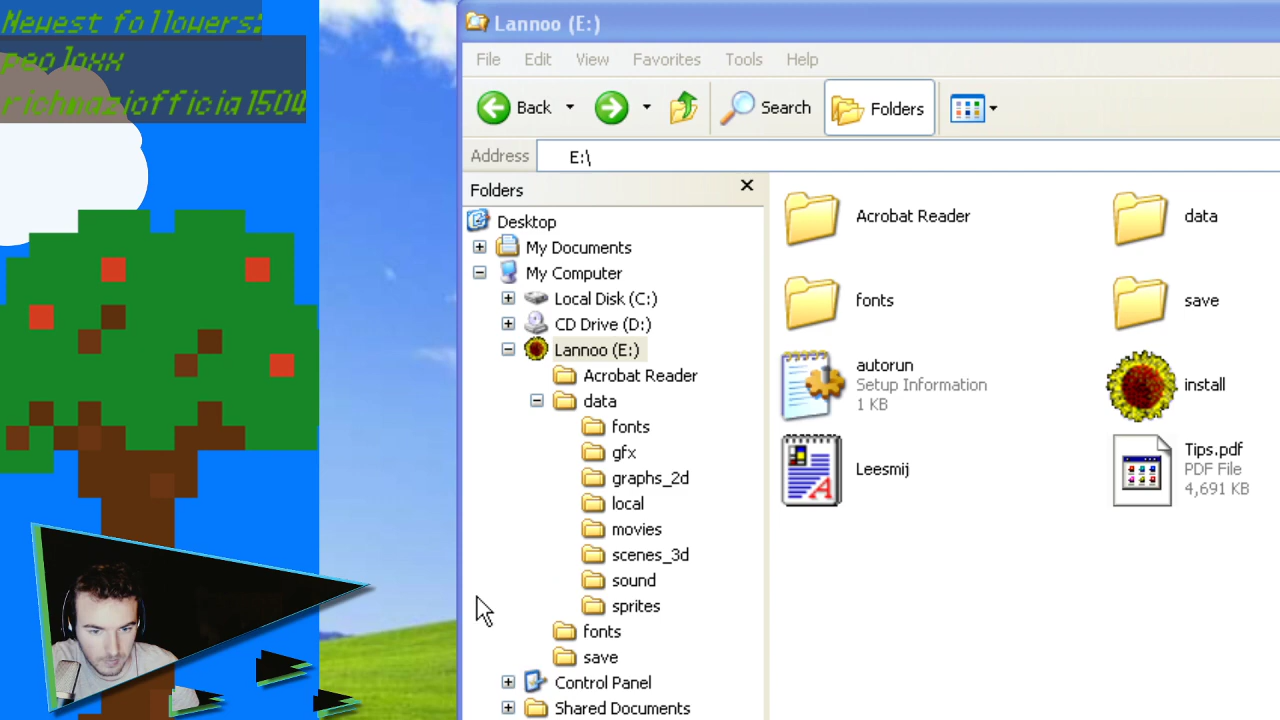 Newest followers:
peoloxx
richnaziofficial504
Lannoo (E:)
File Edit View Favorites Tools Help
Back Search Folders
Address E:\
Folders
Desktop
My Documents
My Computer
Local Disk (C:)
CD Drive (D:)
Lannoo (E:)
Acrobat Reader
data
fonts
gfx
graphs_2d
local
movies
scenes_3d
sound
sprites
fonts
save
Control Panel
Shared Documents
Acrobat Reader
data
fonts
save
autorun
Setup Information
1 KB
install
Leesmij
Tips.pdf
PDF File
4,691 KB